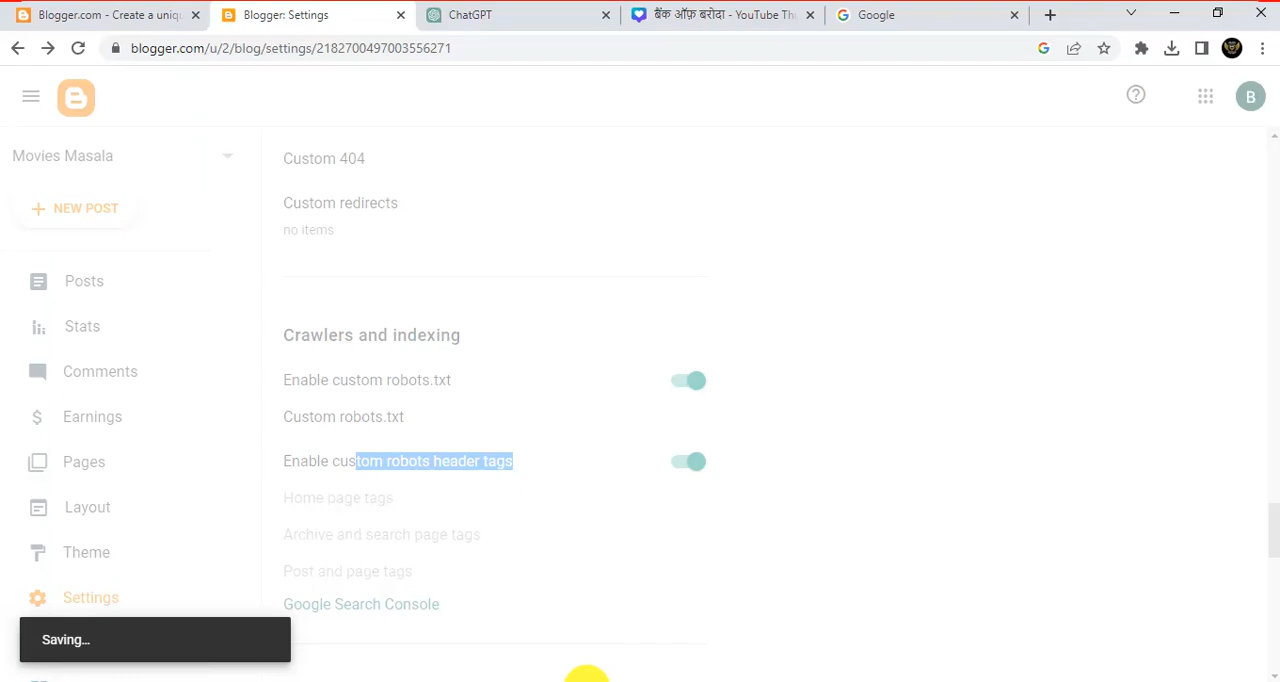 Blogger.com - Create a uniq
Blogger: Settings
ChatGPT
बैंक ऑफ़ बरोदा - YouTube Th
Google
blogger.com/u/2/blog/settings/2182700497003556271
B
Movies Masala
NEW POST
Posts
Stats
Comments
Earnings
Pages
Layout
Theme
Settings
Custom 404
Custom redirects
no items
Crawlers and indexing
Enable custom robots.txt
Custom robots.txt
Enable custom robots header tags
Home page tags
Archive and search page tags
Post and page tags
Google Search Console
Saving...